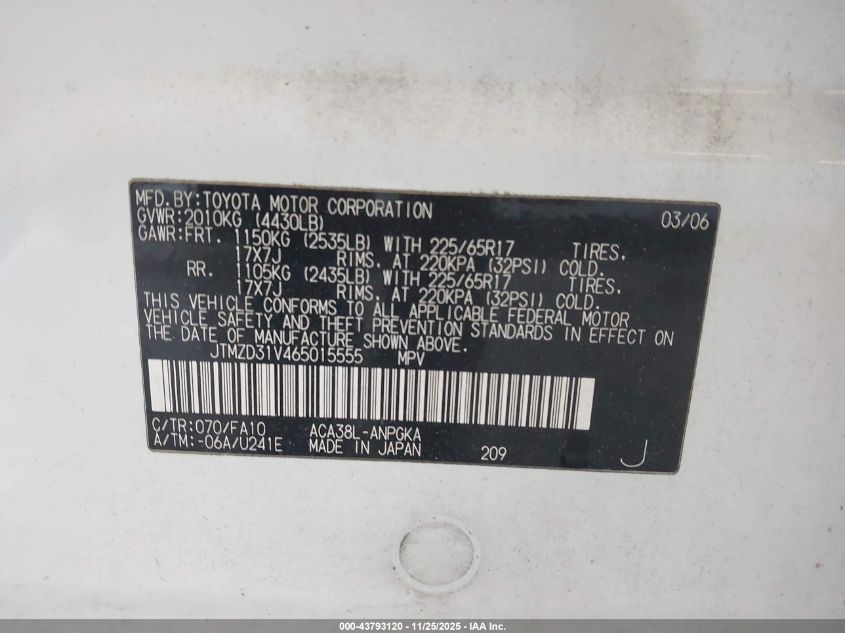 MFD.BY:TOYOTA MOTOR CORPORATION 03/06
GVWR:2010KG (4430LB)
GAWR:FRT. 1150KG (2535LB) WITH 225/65R17 TIRES,
17X7J RIMS, AT 220KPA (32PSI) COLD.
RR. 1105KG (2435LB) WITH 225/65R17 TIRES,
17X7J RIMS, AT 220KPA (32PSI) COLD.
THIS VEHICLE CONFORMS TO ALL APPLICABLE FEDERAL MOTOR
VEHICLE SAFETY AND THEFT PREVENTION STANDARDS IN EFFECT ON
THE DATE OF MANUFACTURE SHOWN ABOVE.
JTMZD31V465015555 MPV
C/TR:070/FA10 ACA38L-ANPGKA
A/TM:-06A/U241E MADE IN JAPAN 209 J
000-43793120 - 11/25/2025 - IAA Inc.